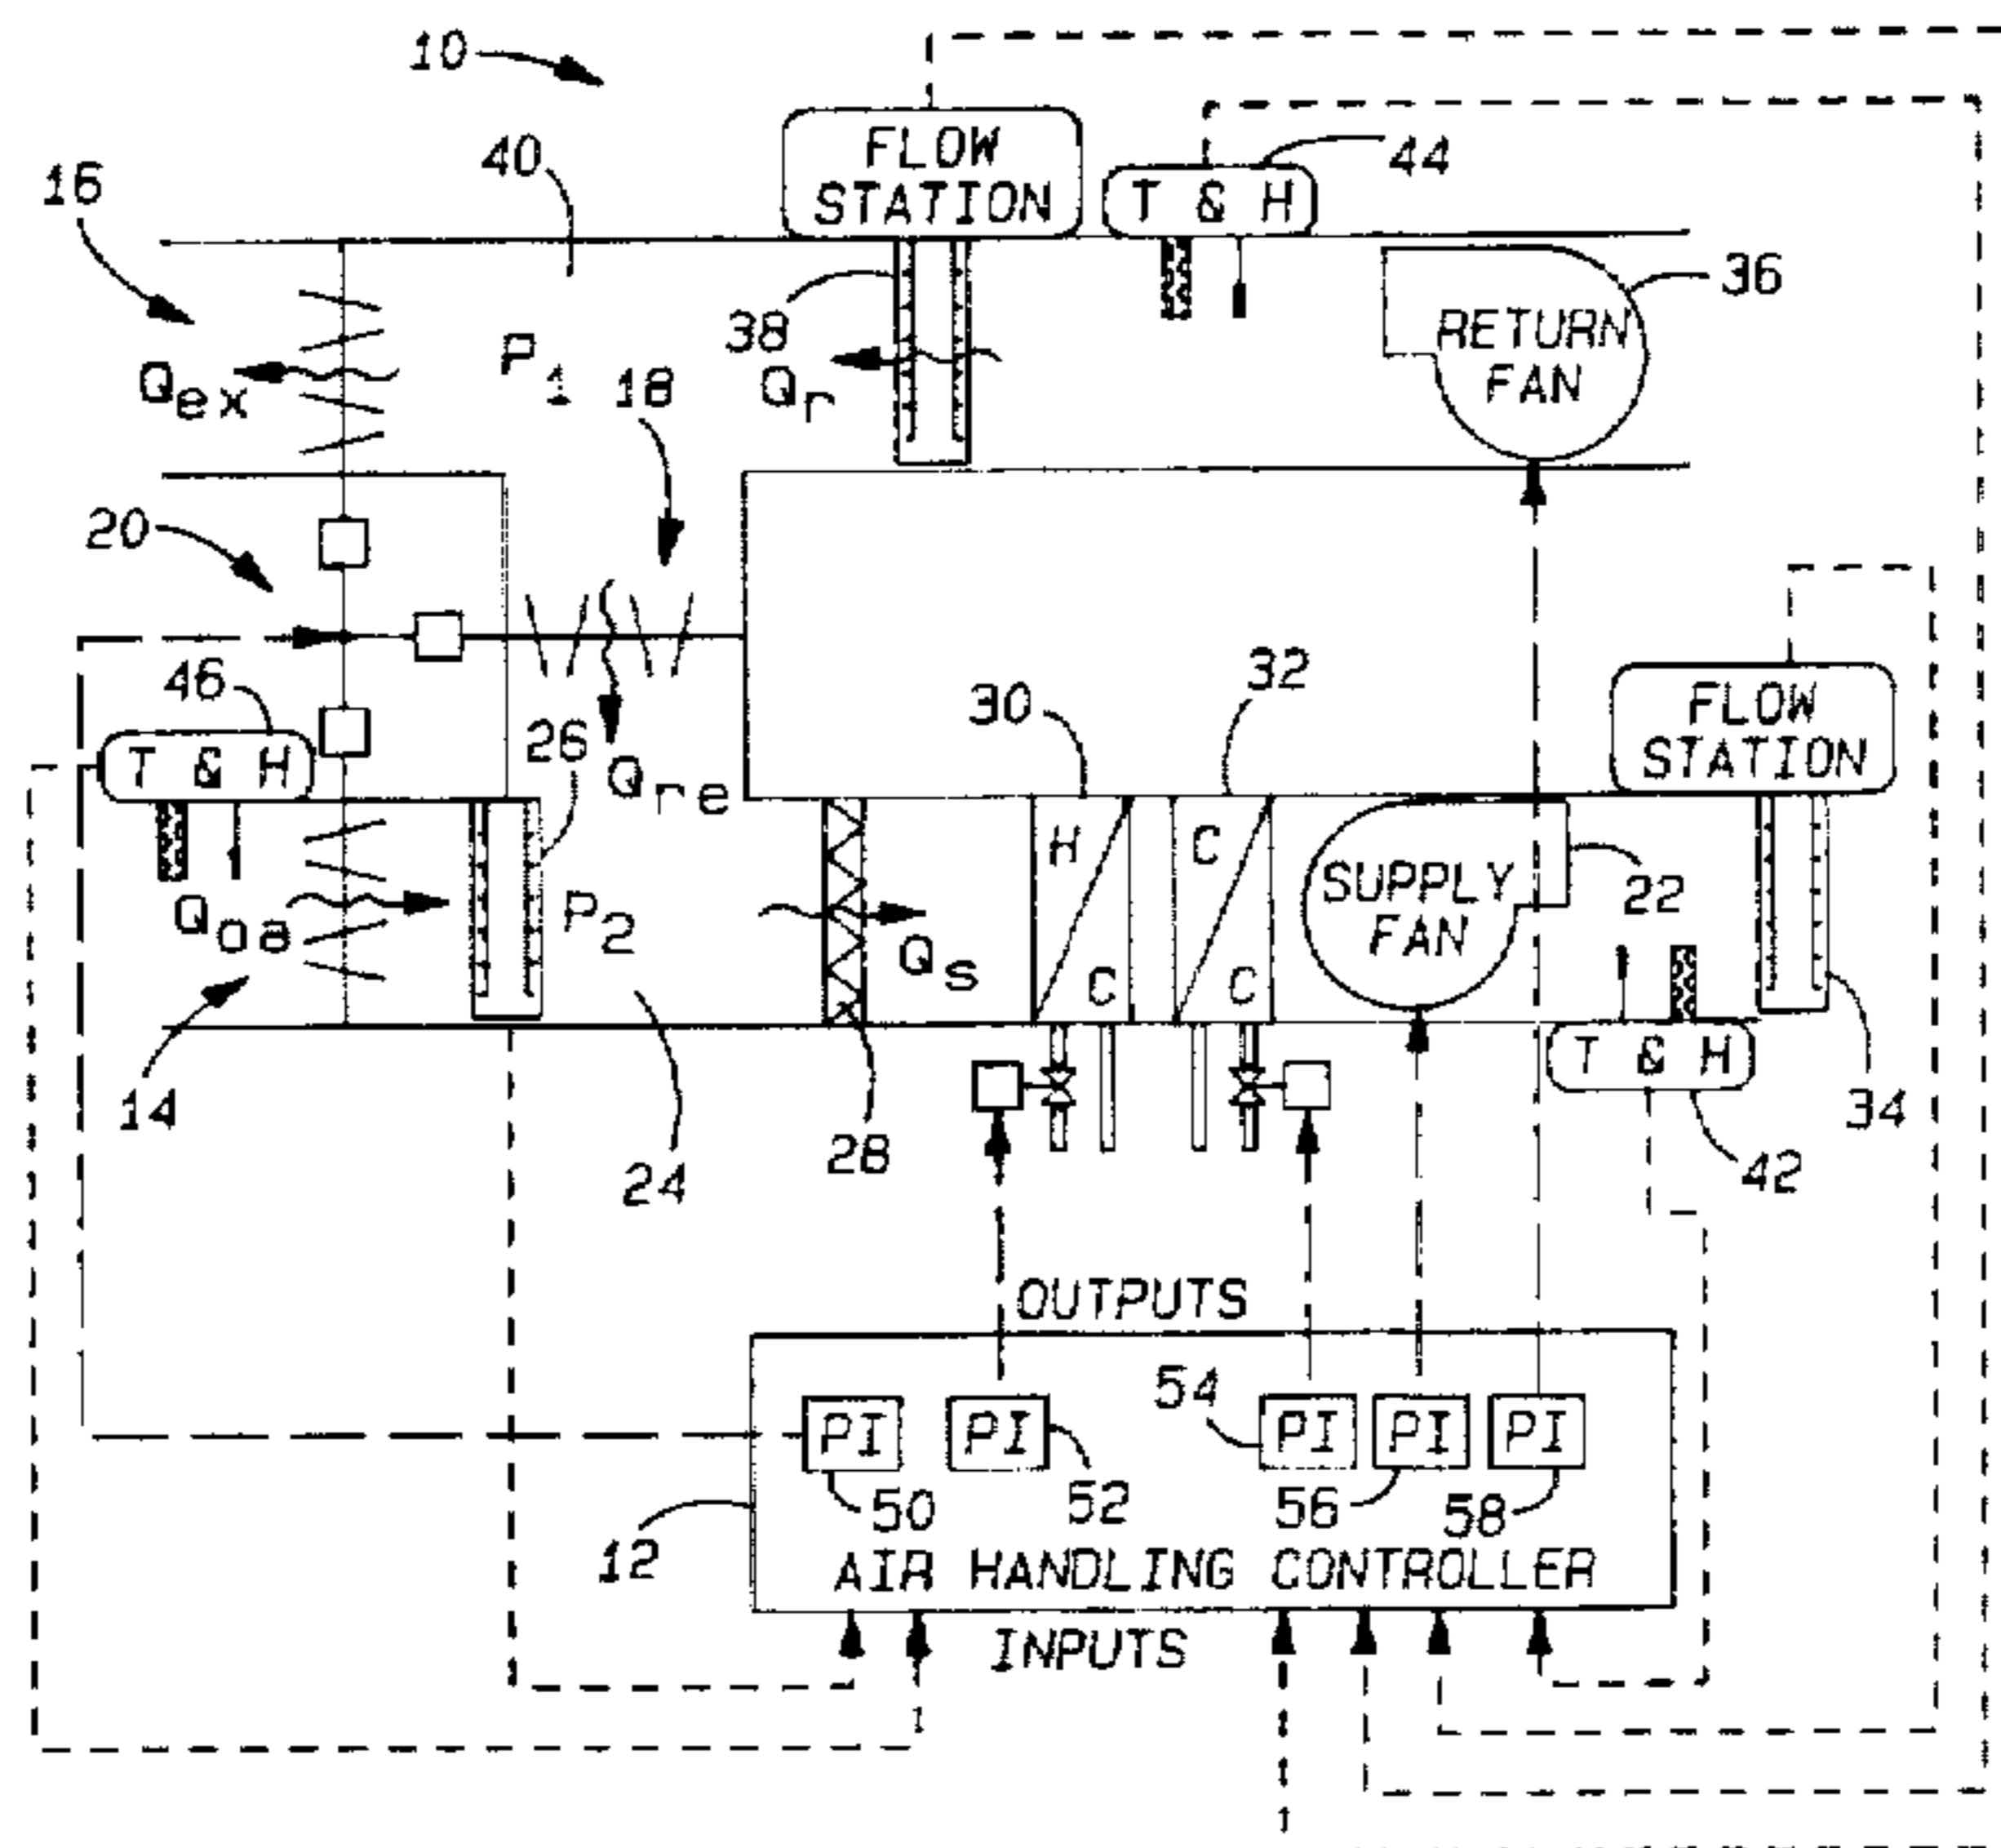 10
FLOW
STATION
40
T & H
44
16
36
38
RETURN
FAN
P1
Qex
18
Qr
20
46
T & H
26
Qre
30
32
FLOW
STATION
H
C
C
C
SUPPLY
FAN
22
Qoa
P2
Qs
14
24
28
T & H
34
42
OUTPUTS
54
PI
PI
PI
PI
PI
50
52
56
58
12
AIR HANDLING CONTROLLER
INPUTS